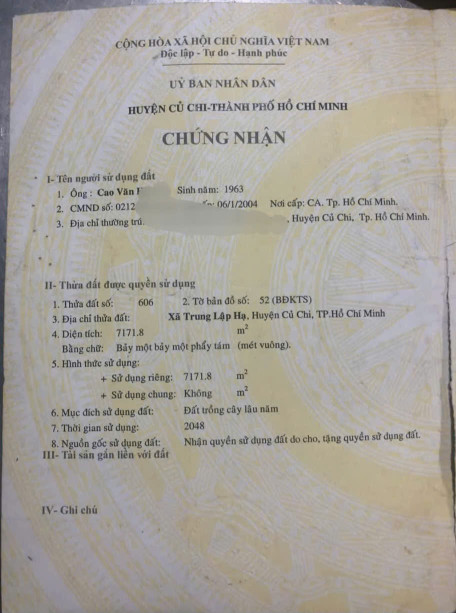 CỘNG HÒA XÃ HỘI CHỦ NGHĨA VIỆT NAM
Độc lập - Tự do - Hạnh phúc
UỶ BAN NHÂN DÂN
HUYỆN CỦ CHI-THÀNH PHỐ HỒ CHÍ MINH
CHỨNG NHẬN
I- Tên người sử dụng đất
1. Ông : Cao Văn Sinh năm: 1963
2. CMND số: 0212 06/1/2004 Nơi cấp: CA. Tp. Hồ Chí Minh.
3. Địa chỉ thường trú. , Huyện Củ Chi, Tp. Hồ Chí Minh.
II- Thửa đất được quyền sử dụng
1. Thửa đất số: 606 2. Tờ bản đồ số: 52 (BĐKTS)
3. Địa chỉ thửa đất: Xã Trung Lập Hạ, Huyện Củ Chi, TP.Hồ Chí Minh
4. Diện tích: 7171.8 m²
Bằng chữ: Bảy một bảy một phẩy tám (mét vuông).
5. Hình thức sử dụng:
+ Sử dụng riêng: 7171.8 m²
+ Sử dụng chung: Không m²
6. Mục đích sử dụng đất: Đất trồng cây lâu năm
7. Thời gian sử dụng: 2048
8. Nguồn gốc sử dụng đất: Nhận quyền sử dụng đất do cho, tặng quyền sử dụng đất.
III- Tài sản gắn liền với đất
IV- Ghi chú